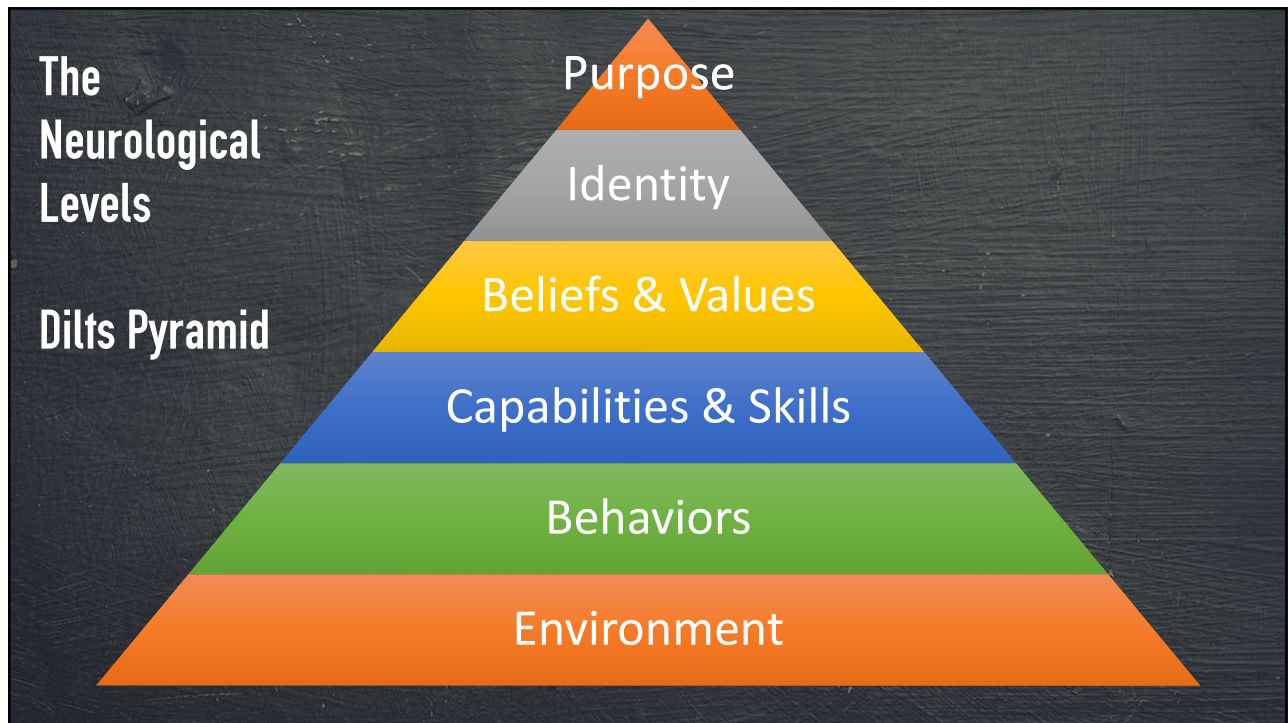 The
Neurological
Levels
Dilts Pyramid
Purpose
Identity
Beliefs & Values
Capabilities & Skills
Behaviors
Environment